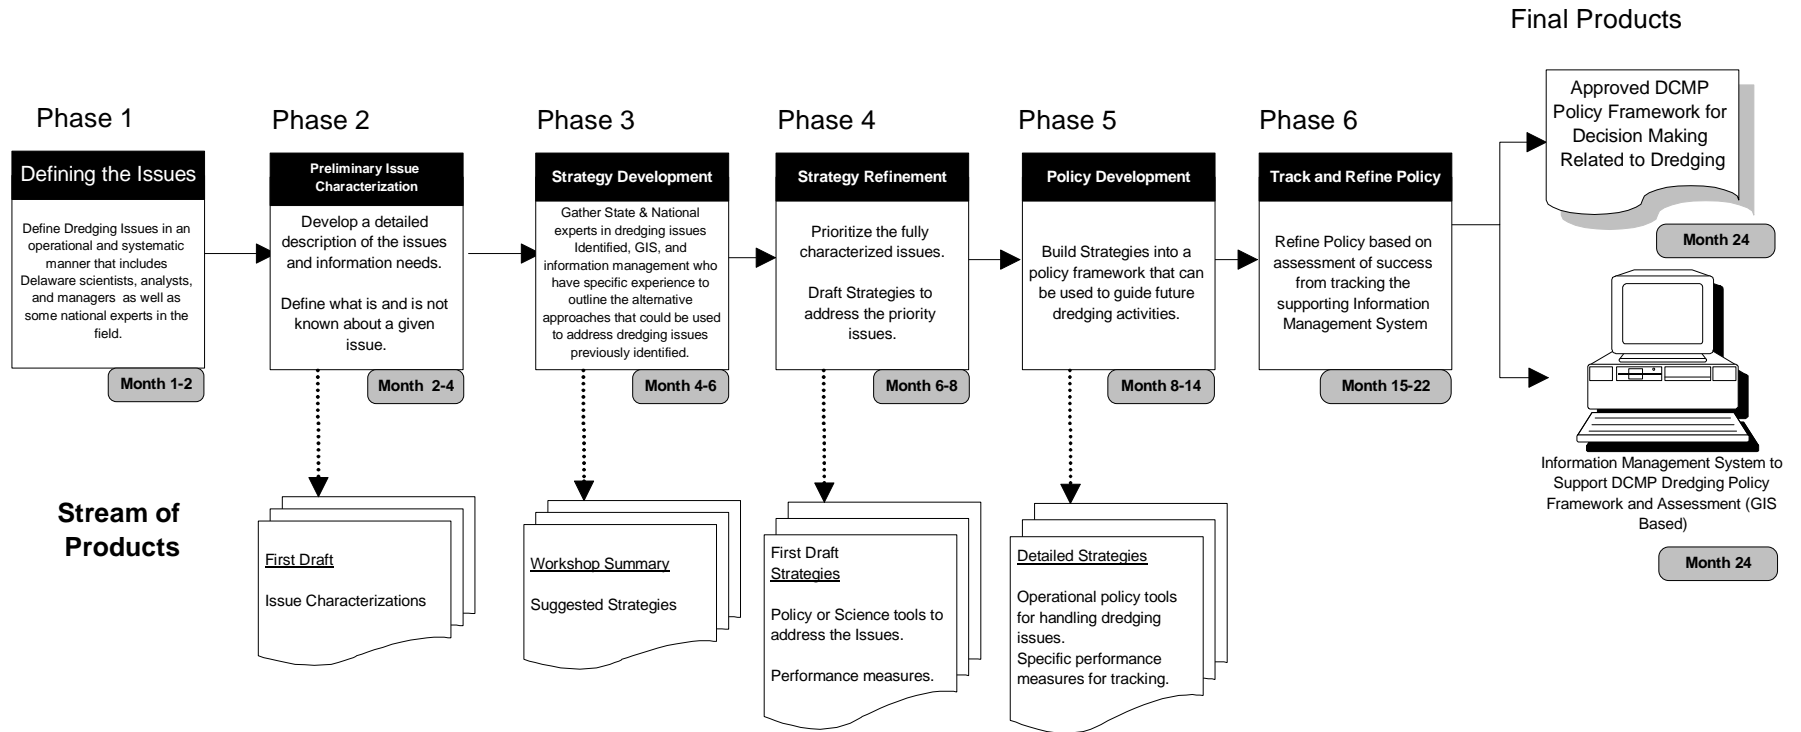 Final Products
Phase 1
Defining the Issues
Define Dredging Issues in an
operational and systematic
manner that includes
Delaware scientists, analysts,
and managers as well as
some national experts in the
field.
Month 1-2
Phase 2
Preliminary Issue
Characterization
Develop a detailed
description of the issues
and information needs.
Define what is and is not
known about a given
issue.
Month 2-4
Phase 3
Strategy Development
Gather State & National
experts in dredging issues
Identified, GIS, and
information management who
have specific experience to
outline the alternative
approaches that could be used
to address dredging issues
previously identified.
Month 4-6
Phase 4
Strategy Refinement
Prioritize the fully
characterized issues.
Draft Strategies to
address the priority
issues.
Month 6-8
Phase 5
Policy Development
Build Strategies into a
policy framework that can
be used to guide future
dredging activities.
Month 8-14
Phase 6
Track and Refine Policy
Refine Policy based on
assessment of success
from tracking the
supporting Information
Management System
Month 15-22
Approved DCMP
Policy Framework for
Decision Making
Related to Dredging
Month 24
Information Management System to
Support DCMP Dredging Policy
Framework and Assessment (GIS
Based)
Month 24
Stream of
Products
First Draft
Issue Characterizations
Workshop Summary
Suggested Strategies
First Draft
Strategies
Policy or Science tools to
address the Issues.
Performance measures.
Detailed Strategies
Operational policy tools
for handling dredging
issues.
Specific performance
measures for tracking.